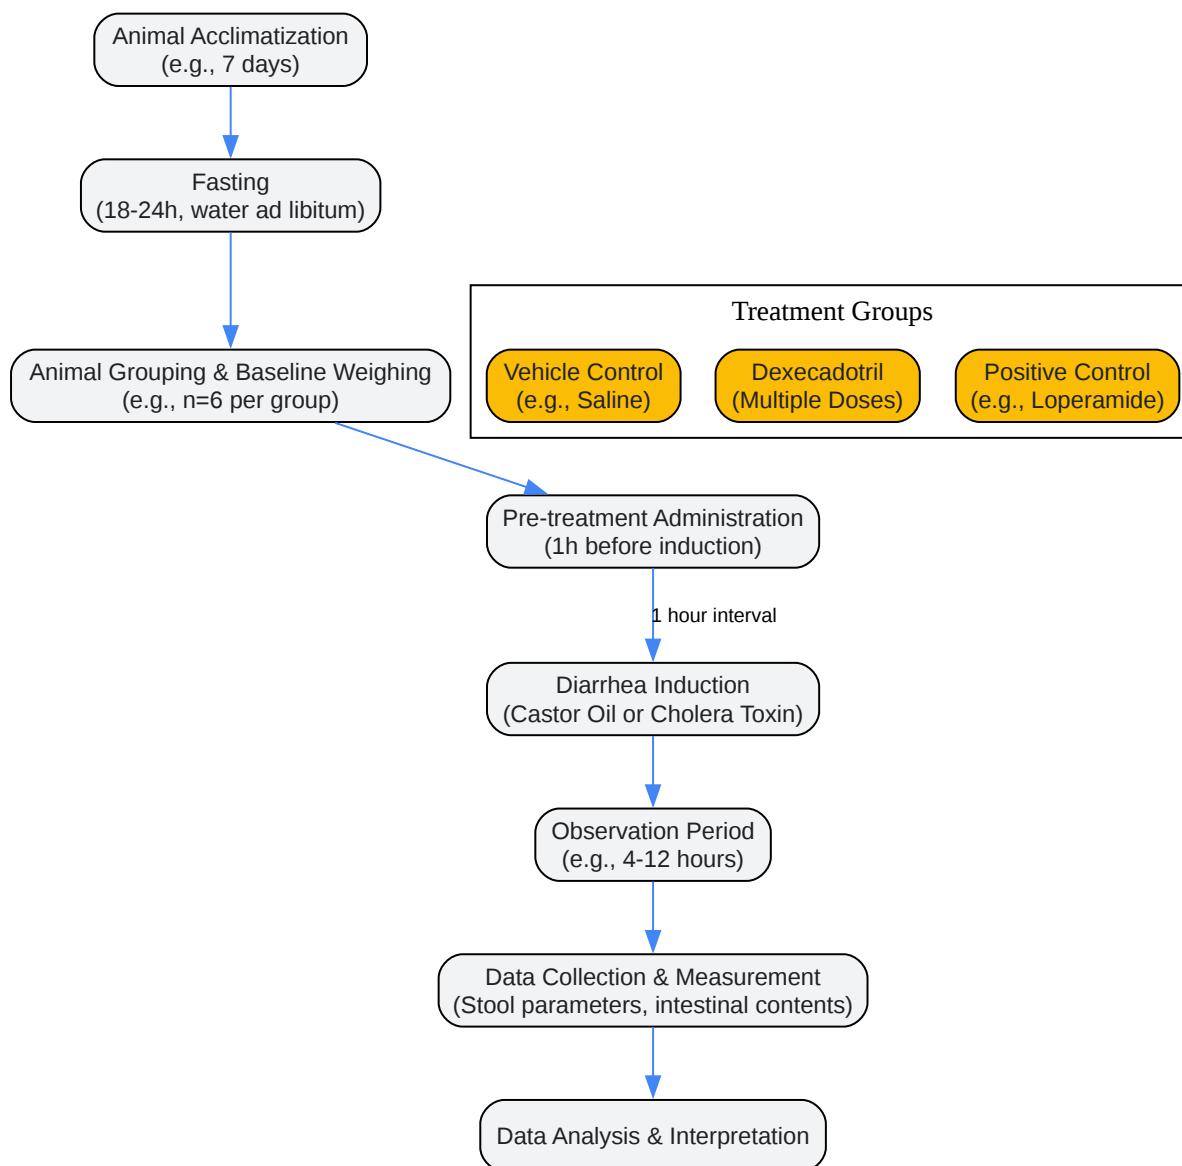 Animal Acclimatization
(e.g., 7 days)
Fasting
(18-24h, water ad libitum)
Animal Grouping & Baseline Weighing
(e.g., n=6 per group)
Treatment Groups
Vehicle Control
(e.g., Saline)
Dexecadotril
(Multiple Doses)
Positive Control
(e.g., Loperamide)
Pre-treatment Administration
(1h before induction)
1 hour interval
Diarrhea Induction
(Castor Oil or Cholera Toxin)
Observation Period
(e.g., 4-12 hours)
Data Collection & Measurement
(Stool parameters, intestinal contents)
Data Analysis & Interpretation